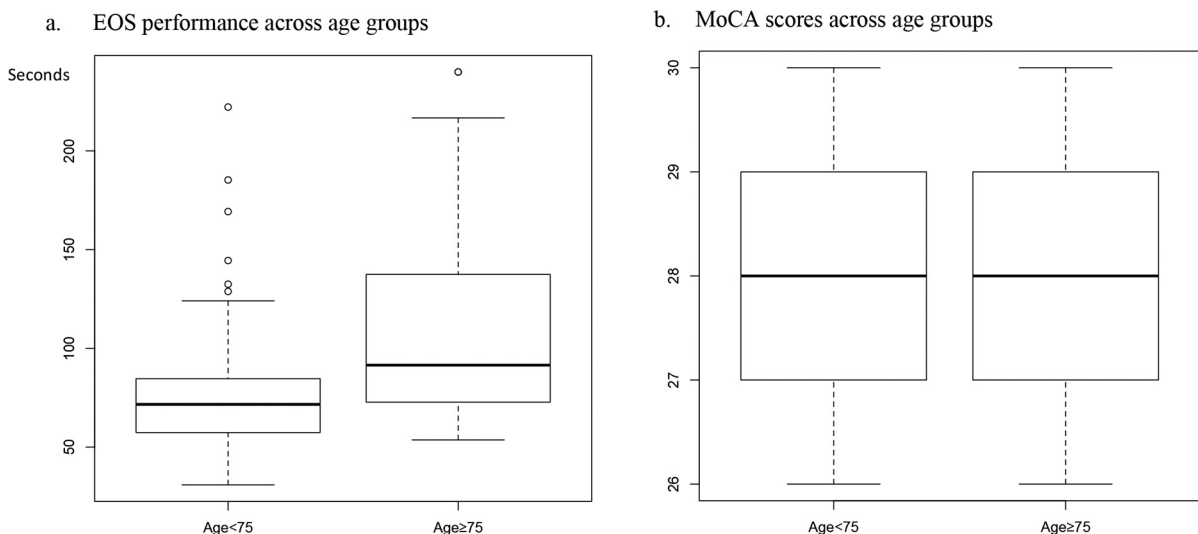 a. EOS performance across age groups
Seconds
200
150
100
50
Age<75 Age≥75
b. MoCA scores across age groups
30
29
28
27
26
Age<75 Age≥75